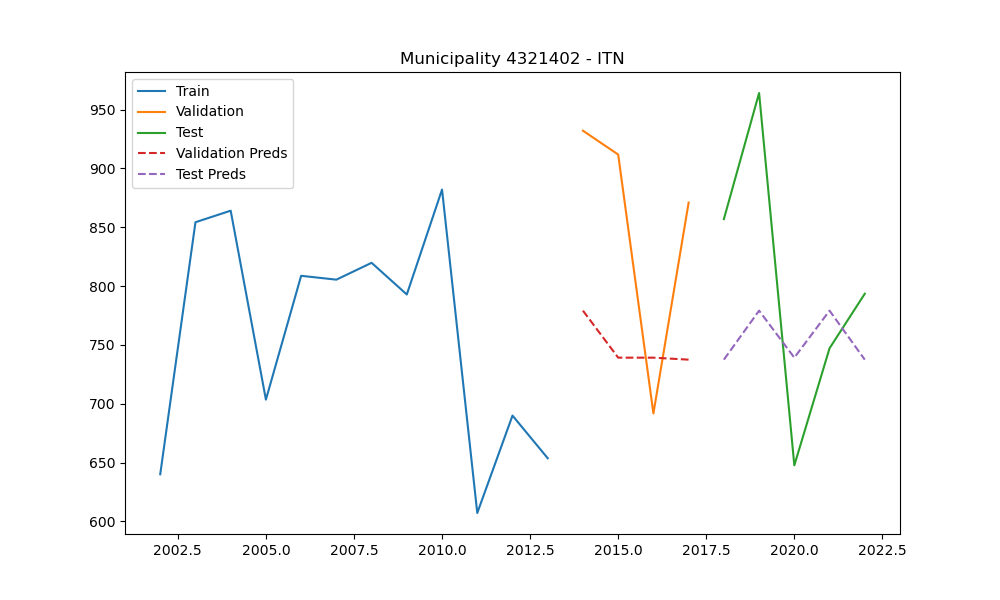 Municipality 4321402 - ITN
Train
Validation
Test
Validation Preds
Test Preds
950
900
850
800
750
700
650
600
2002.5 2005.0 2007.5 2010.0 2012.5 2015.0 2017.5 2020.0 2022.5